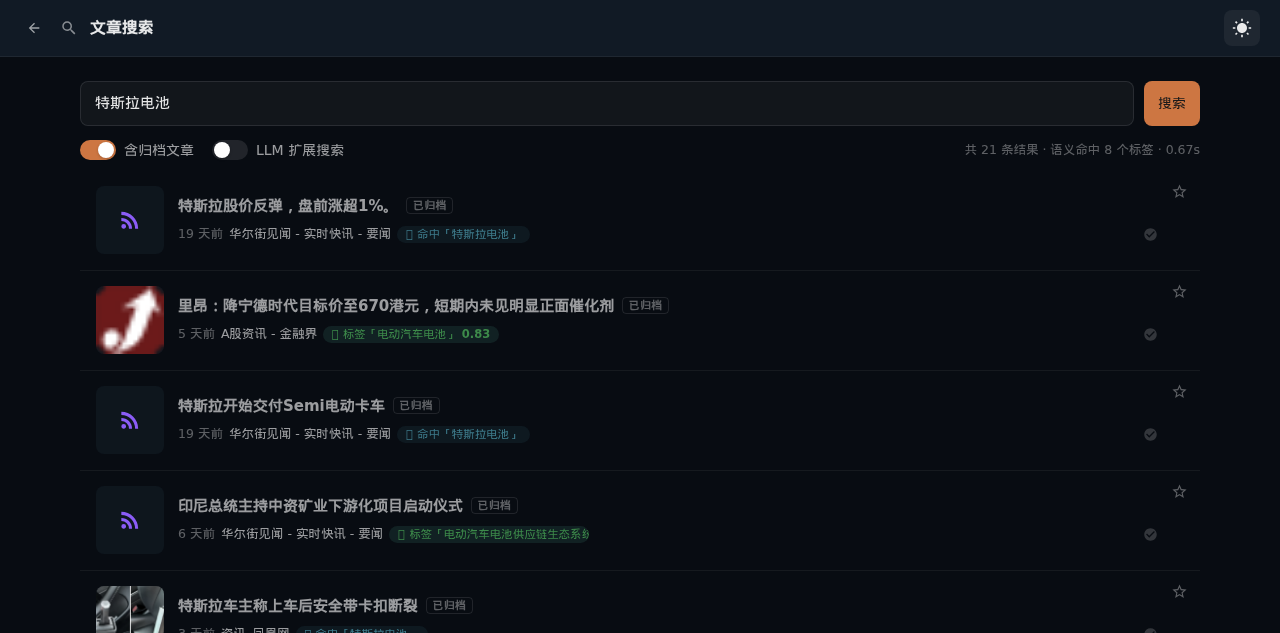 文章搜索
特斯拉电池
搜索
含归档文章
LLM 扩展搜索
共 21 条结果 · 语义命中 8 个标签 · 0.67s
特斯拉股价反弹，盘前涨超1%。 已归档
19 天前 华尔街见闻 - 实时快讯 - 要闻 命中「特斯拉电池」
里昂：降宁德时代目标价至670港元，短期内未见明显正面催化剂 已归档
5 天前 A股资讯 - 金融界 标签「电动汽车电池」 0.83
特斯拉开始交付Semi电动卡车 已归档
19 天前 华尔街见闻 - 实时快讯 - 要闻 命中「特斯拉电池」
印尼总统主持中资矿业下游化项目启动仪式 已归档
6 天前 华尔街见闻 - 实时快讯 - 要闻 标签「电动汽车电池供应链生态系
特斯拉车主称上车后安全带卡扣断裂 已归档